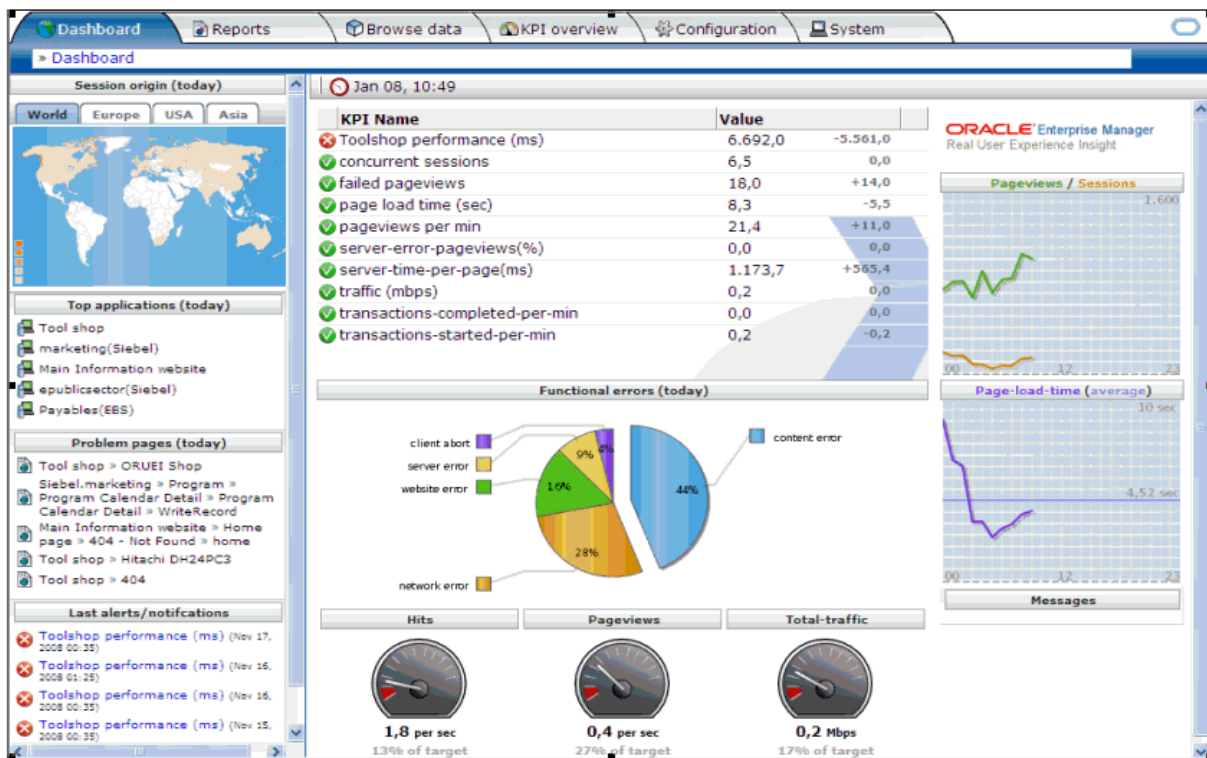 Dashboard
Reports
Browse data
KPI overview
Configuration
System
» Dashboard
Session origin (today)
World
Europe
USA
Asia
Top applications (today)
Tool shop
marketing(Siebel)
Main Information website
epublicsector(Siebel)
Payables(EBS)
Problem pages (today)
Tool shop » ORUEI Shop
Siebel.marketing » Program »
Program Calendar Detail » Program
Calendar Detail » WriteRecord
Main Information website » Home
page » 404 - Not Found » home
Tool shop » Hitachi DH24PC3
Tool shop » 404
Last alerts/notifcations
Toolshop performance (ms) (Nov 17,
2008 00:35)
Toolshop performance (ms) (Nov 16,
2008 01:25)
Toolshop performance (ms) (Nov 16,
2008 00:35)
Toolshop performance (ms) (Nov 15,
2008 00:35)
Jan 08, 10:49
KPI Name Value
Toolshop performance (ms) 6.692,0 -5.561,0
concurrent sessions 6,5 0,0
failed pageviews 18,0 +14,0
page load time (sec) 8,3 -5,5
pageviews per min 21,4 +11,0
server-error-pageviews(%) 0,0 0,0
server-time-per-page(ms) 1.173,7 +565,4
traffic (mbps) 0,2 0,0
transactions-completed-per-min 0,0 0,0
transactions-started-per-min 0,2 -0,2
Functional errors (today)
client abort
server error
website error
network error
content error
4%
9%
16%
28%
44%
Hits
Pageviews
Total-traffic
1,8 per sec
0,4 per sec
0,2 Mbps
13% of target
27% of target
17% of target
ORACLE Enterprise Manager
Real User Experience Insight
Pageviews / Sessions
1.600
00 12 23
Page-load-time (average)
10 sec
4,52 sec
00 12 23
Messages